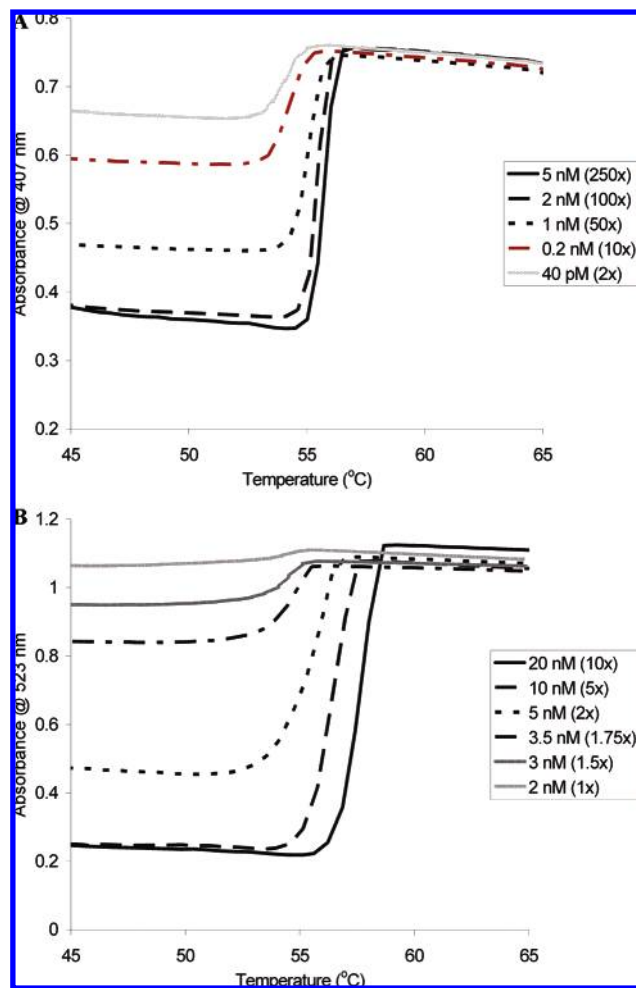 A
0.8
0.7
0.6
0.5
0.4
0.3
0.2
Absorbance @ 407 nm
5 nM (250x)
2 nM (100x)
1 nM (50x)
0.2 nM (10x)
40 pM (2x)
45 50 55 60 65
Temperature (°C)
B
1.2
1
0.8
0.6
0.4
0.2
0
Absorbance @ 523 nm
20 nM (10x)
10 nM (5x)
5 nM (2x)
3.5 nM (1.75x)
3 nM (1.5x)
2 nM (1x)
45 50 55 60 65
Temperature (°C)